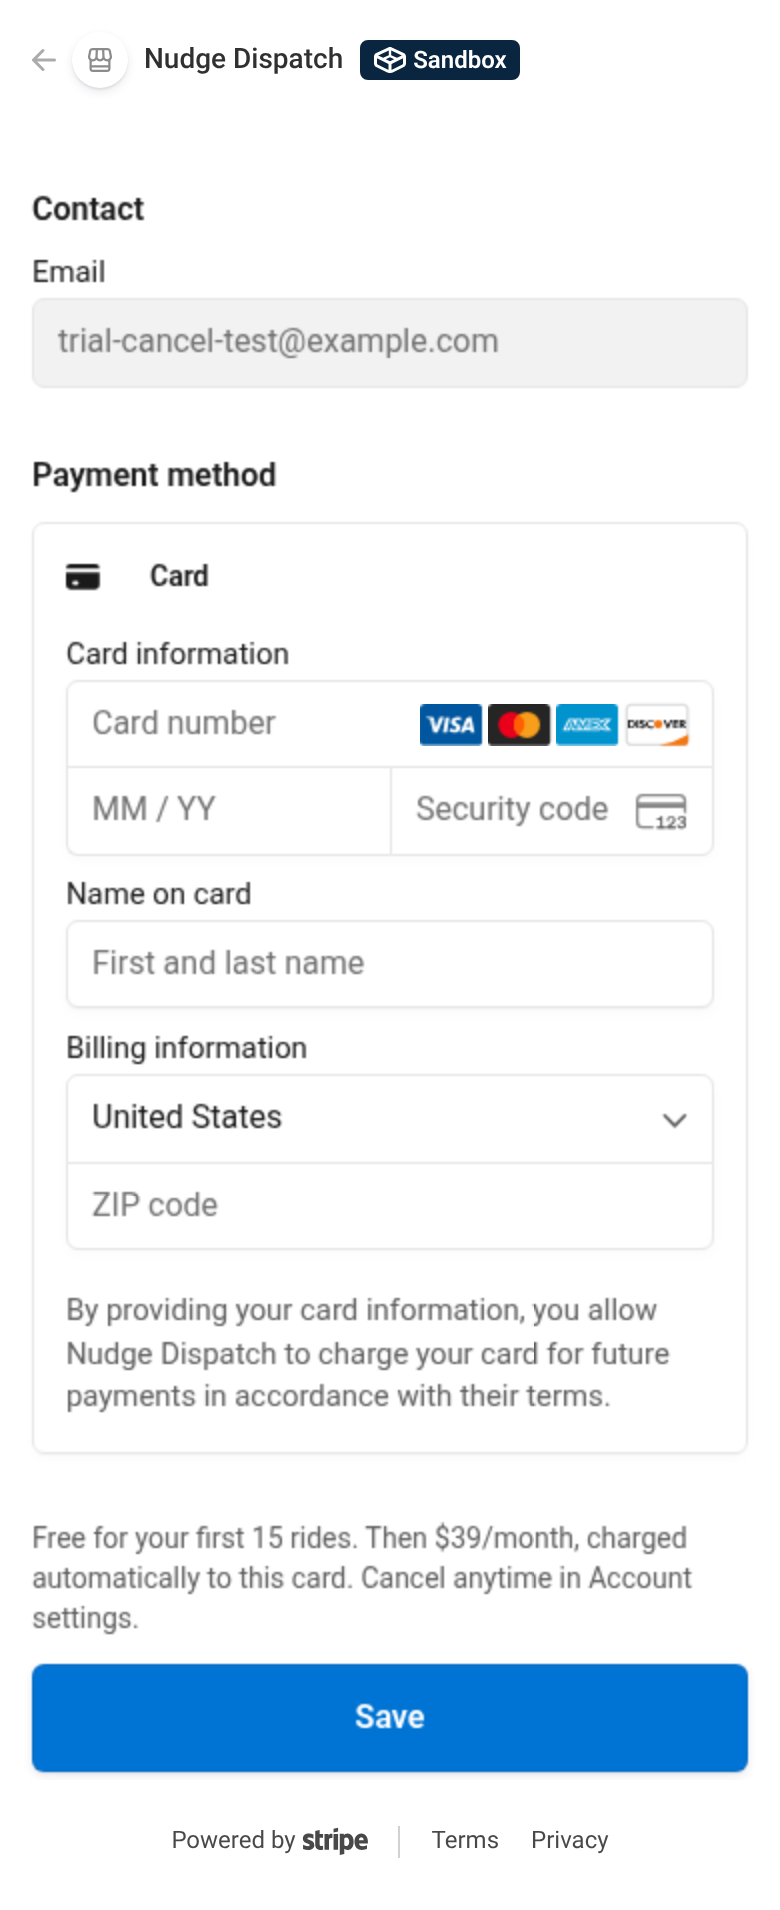 Nudge Dispatch Sandbox
Contact
Email
trial-cancel-test@example.com
Payment method
Card
Card information
Card number VISA AMEX DISCOVER
MM / YY Security code 123
Name on card
First and last name
Billing information
United States
ZIP code
By providing your card information, you allow
Nudge Dispatch to charge your card for future
payments in accordance with their terms.
Free for your first 15 rides. Then $39/month, charged
automatically to this card. Cancel anytime in Account
settings.
Save
Powered by stripe Terms Privacy